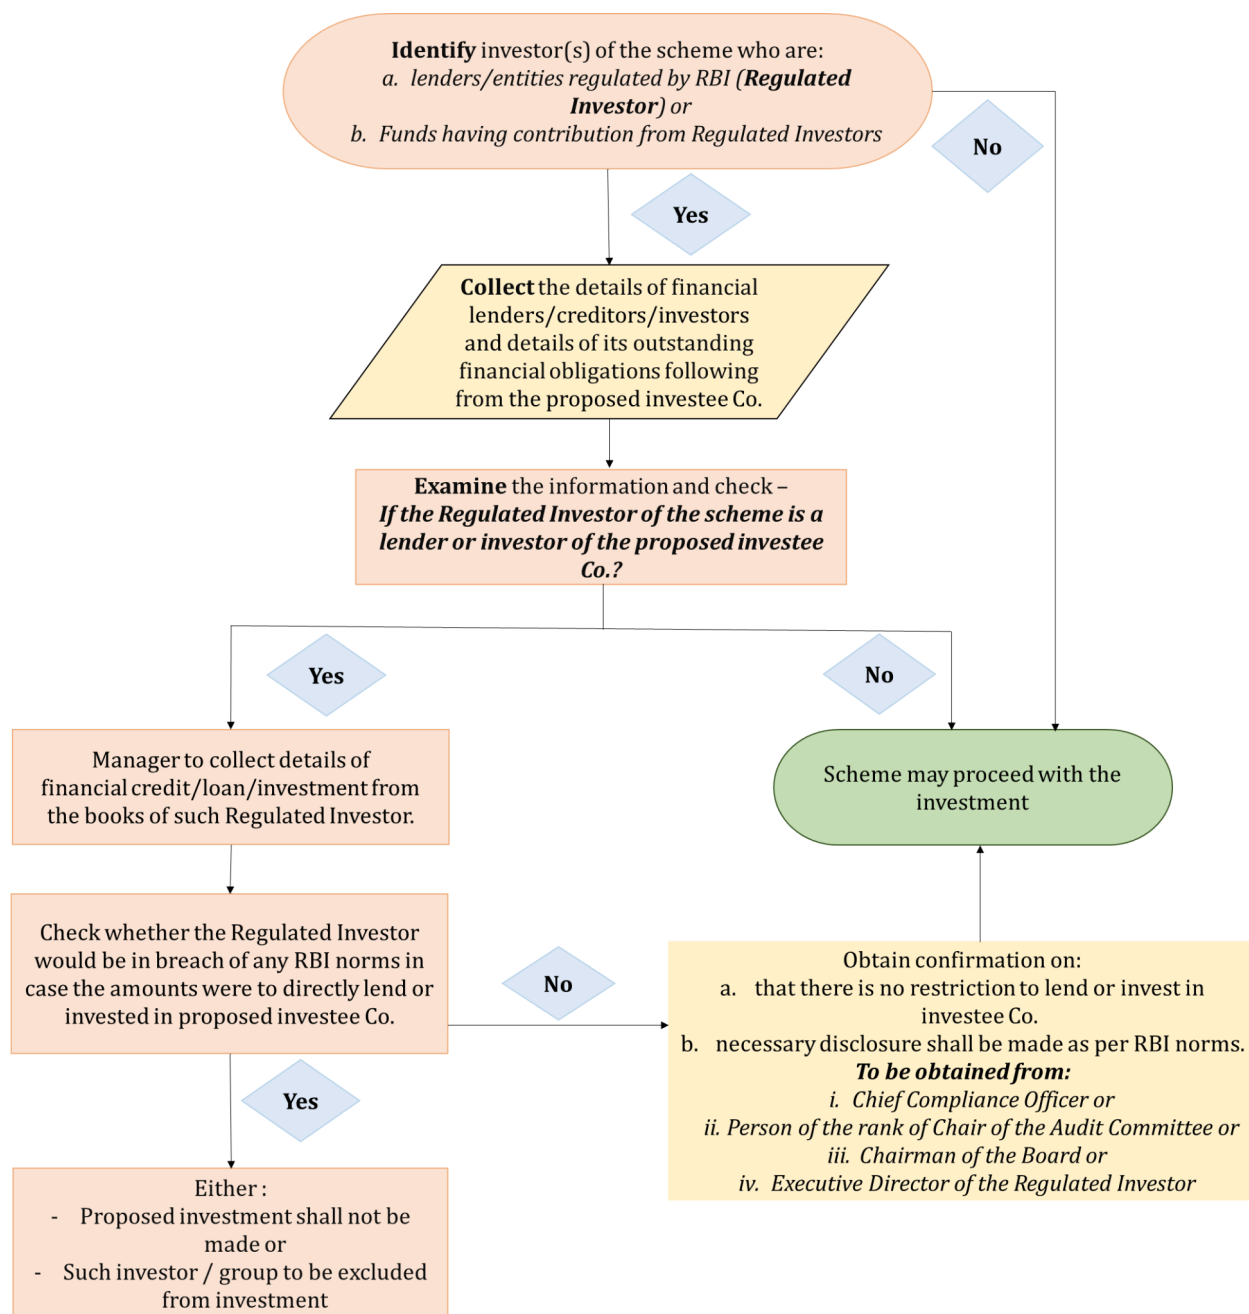 Identify investor(s) of the scheme who are:
a. lenders/entities regulated by RBI (Regulated
Investor) or
b. Funds having contribution from Regulated Investors
No
Yes
Collect the details of financial
lenders/creditors/investors
and details of its outstanding
financial obligations following
from the proposed investee Co.
Examine the information and check –
If the Regulated Investor of the scheme is a
lender or investor of the proposed investee
Co.?
Yes
No
Manager to collect details of
financial credit/loan/investment from
the books of such Regulated Investor.
Scheme may proceed with the
investment
Check whether the Regulated Investor
would be in breach of any RBI norms in
case the amounts were to directly lend or
invested in proposed investee Co.
No
Obtain confirmation on:
a. that there is no restriction to lend or invest in
investee Co.
b. necessary disclosure shall be made as per RBI norms.
To be obtained from:
i. Chief Compliance Officer or
ii. Person of the rank of Chair of the Audit Committee or
iii. Chairman of the Board or
iv. Executive Director of the Regulated Investor
Yes
Either :
- Proposed investment shall not be
made or
- Such investor / group to be excluded
from investment